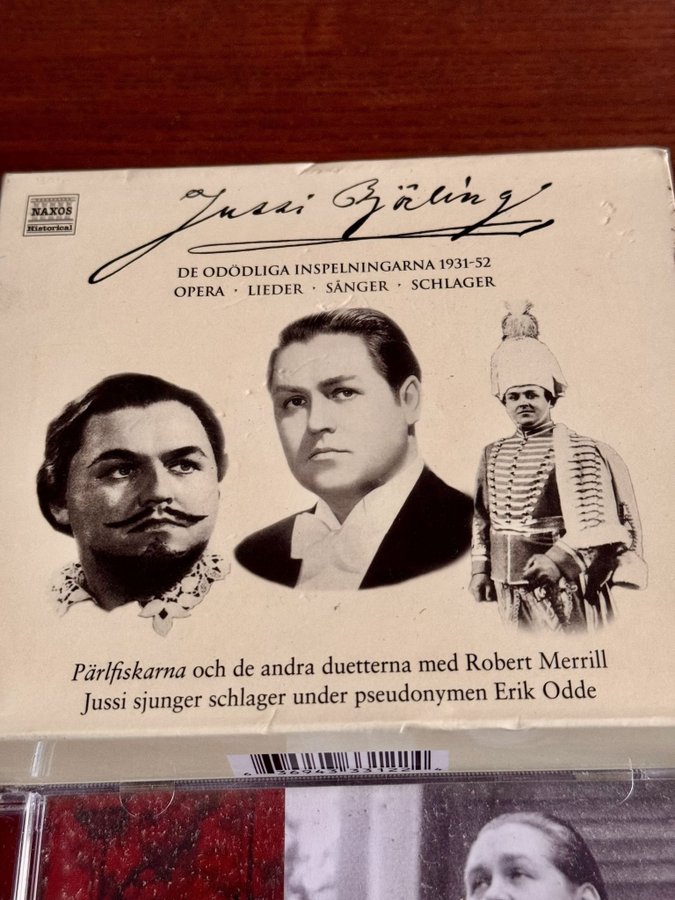 NAXOS
Historical
Jussi Björling
DE ODÖDLIGA INSPELNINGARNA 1931-52
OPERA · LIEDER · SÅNGER · SCHLAGER
Pärlfiskarna och de andra duetterna med Robert Merrill
Jussi sjunger schlager under pseudonymen Erik Odde